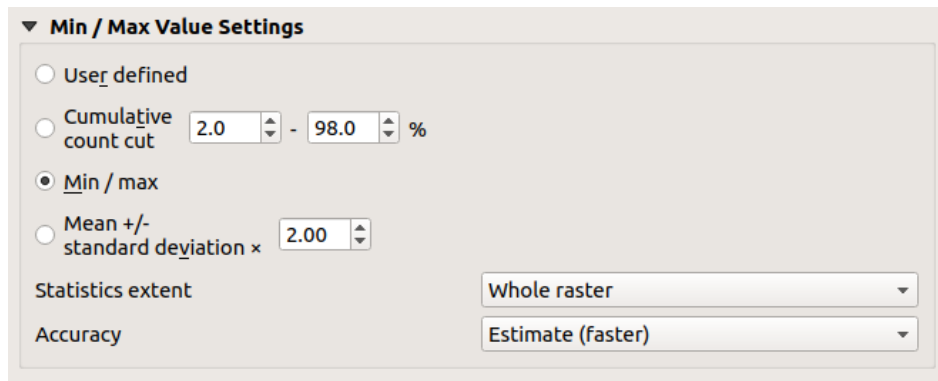 Min / Max Value Settings
User defined
Cumulative
count cut 2.0 - 98.0 %
Min / max
Mean +/-
standard deviation × 2.00
Statistics extent Whole raster
Accuracy Estimate (faster)